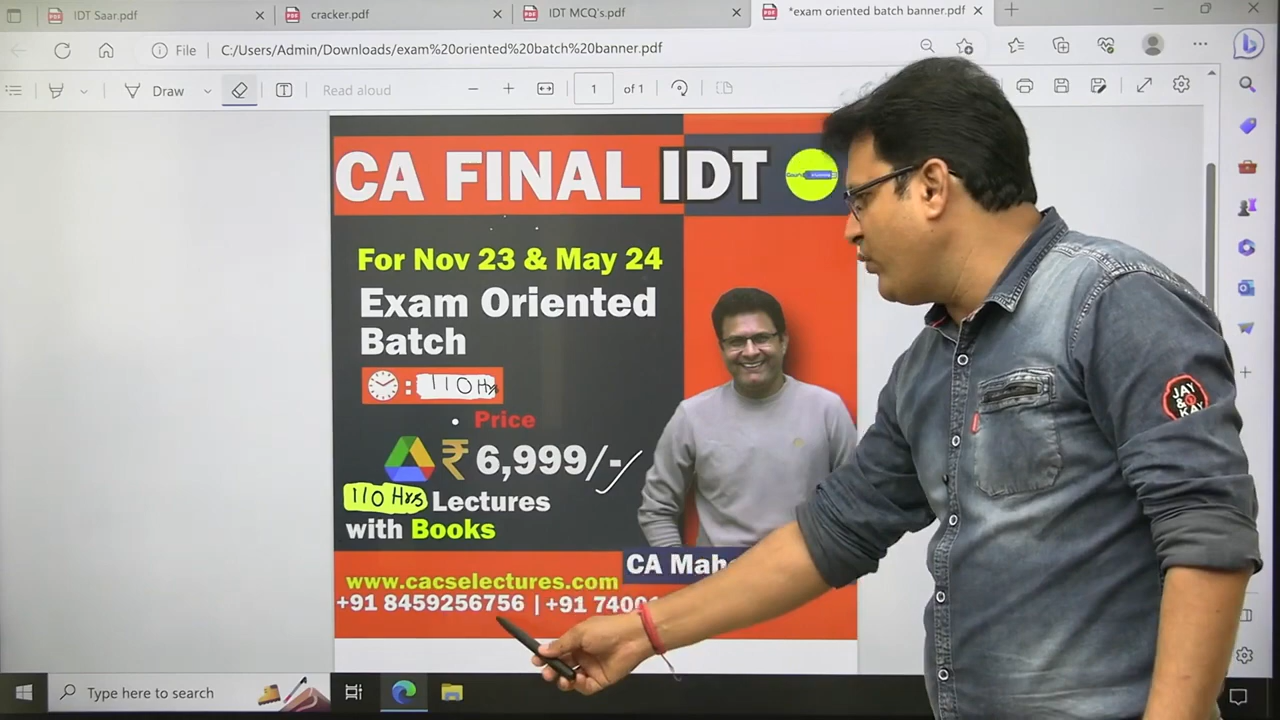 IDT Saar.pdf
cracker.pdf
IDT MCQ's.pdf
*exam oriented batch banner.pdf
File
C:/Users/Admin/Downloads/exam%20oriented%20batch%20banner.pdf
Draw
Read aloud
1 of 1
CA FINAL IDT
For Nov 23 & May 24
Exam Oriented
Batch
: 110 Hrs
• Price
₹ 6,999/-
110 Hrs Lectures
with Books
CA Mah
www.cacselectures.com
+91 8459256756 | +91 7400
JAY
&
KAY
Type here to search